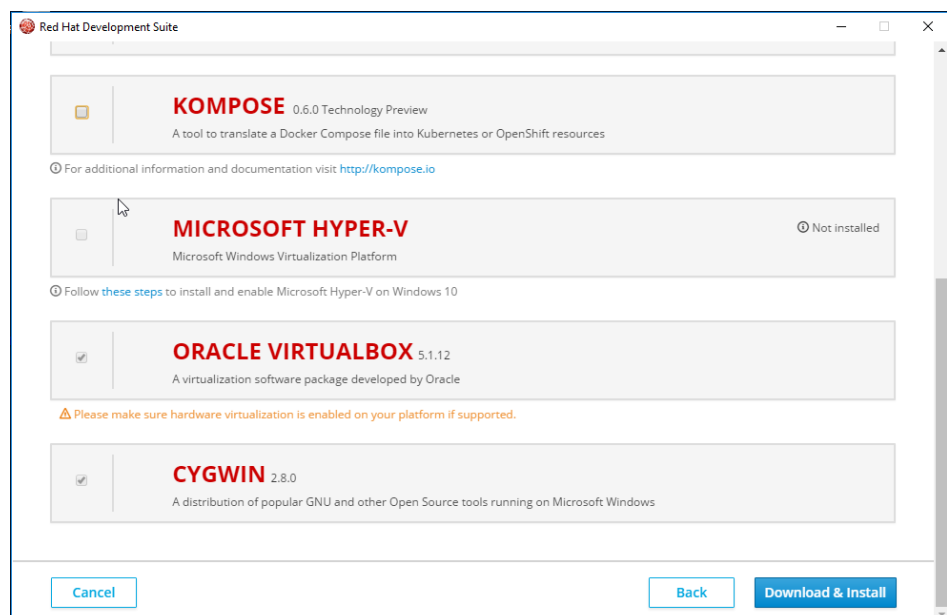 Red Hat Development Suite
KOMPOSE 0.6.0 Technology Preview
A tool to translate a Docker Compose file into Kubernetes or OpenShift resources
For additional information and documentation visit http://kompose.io
MICROSOFT HYPER-V
Not installed
Microsoft Windows Virtualization Platform
Follow these steps to install and enable Microsoft Hyper-V on Windows 10
ORACLE VIRTUALBOX 5.1.12
A virtualization software package developed by Oracle
Please make sure hardware virtualization is enabled on your platform if supported.
CYGWIN 2.8.0
A distribution of popular GNU and other Open Source tools running on Microsoft Windows
Cancel
Back
Download & Install